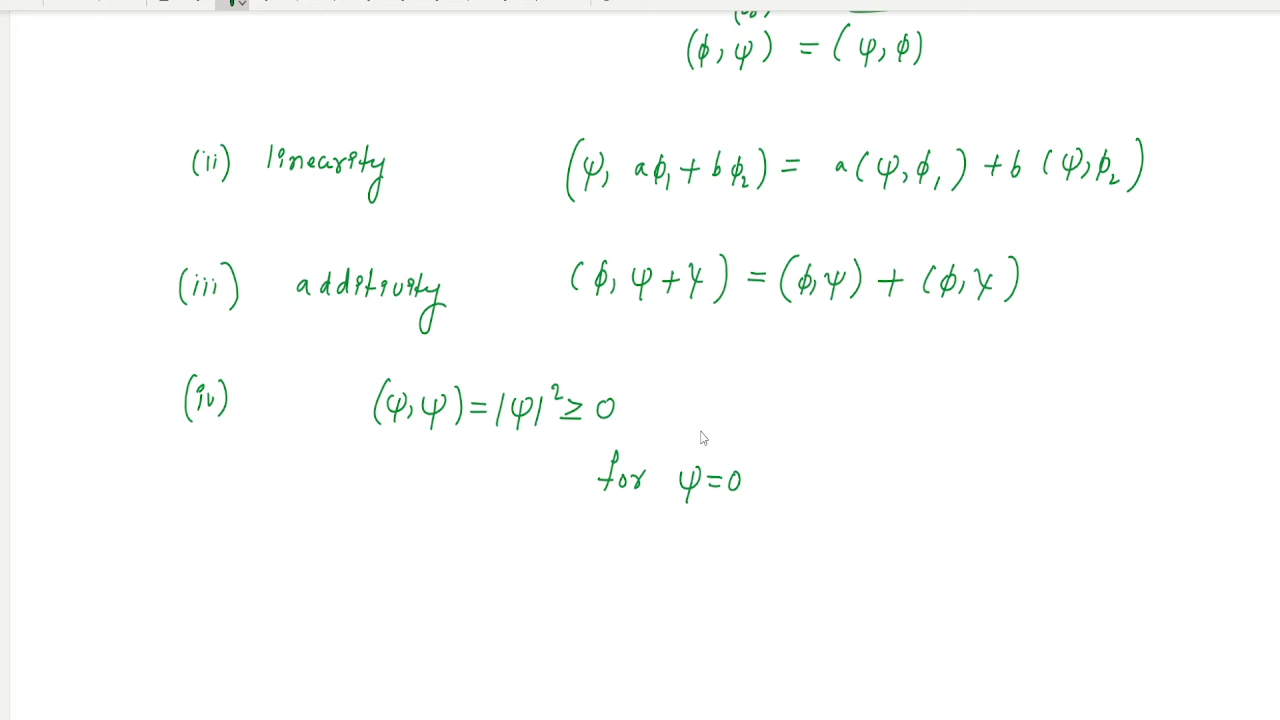 (ϕ, ψ) = (ψ, ϕ)
(ii) linearity (ψ, aϕ₁ + bϕ₂) = a(ψ, ϕ₁) + b(ψ, ϕ₂)
(iii) additivity (ϕ, ψ + χ) = (ϕ, ψ) + (ϕ, χ)
(iv) (ψ, ψ) = |ψ|² ≥ 0
for ψ = 0